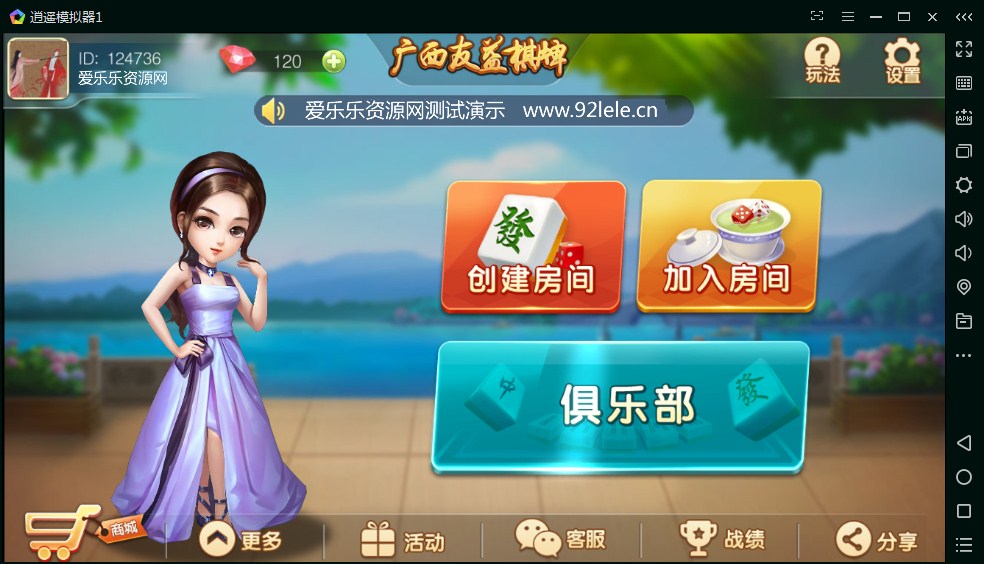 逍遥模拟器1
ID: 124736
爱乐乐资源网
120
广西友益棋牌
玩法
设置
爱乐乐资源网测试演示 www.92lele.cn
發
创建房间
加入房间
中
俱乐部
發
商城
更多
活动
客服
战绩
分享
APK